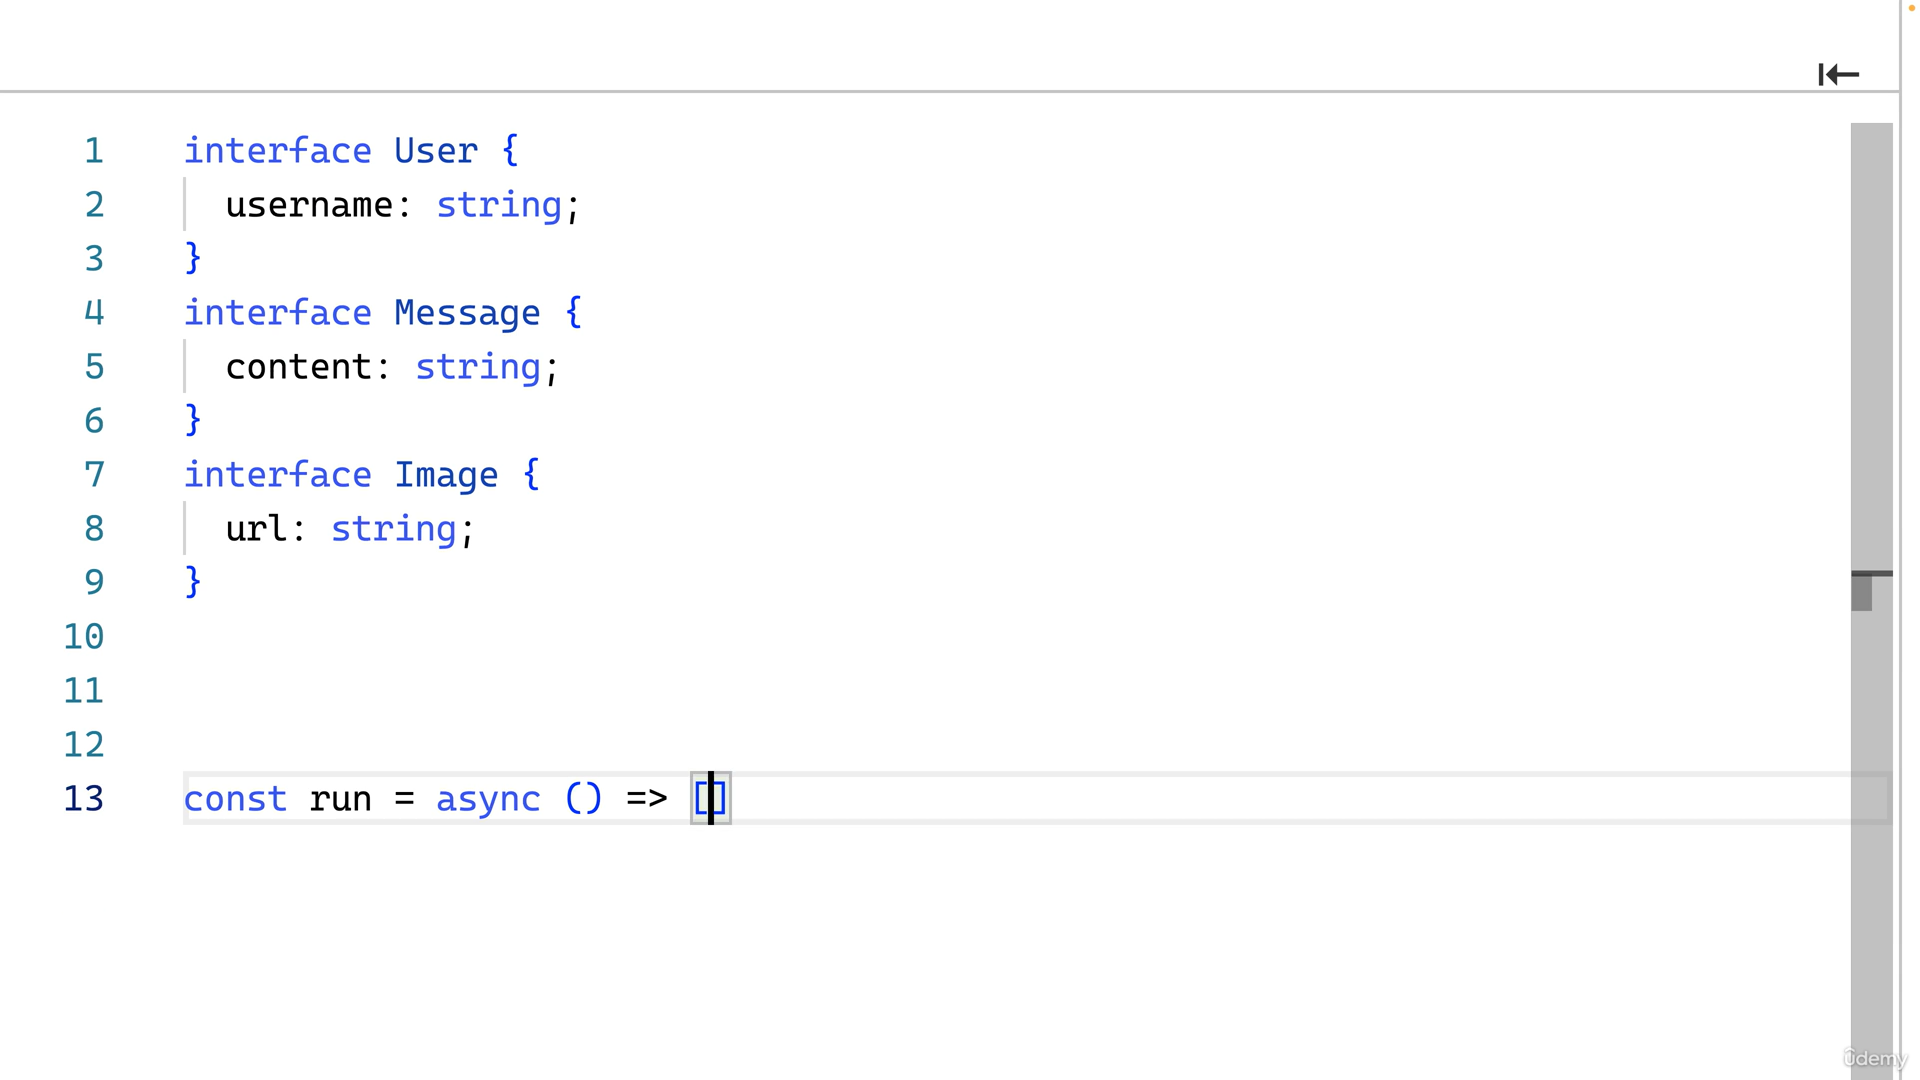 1 interface User {
2 username: string;
3 }
4 interface Message {
5 content: string;
6 }
7 interface Image {
8 url: string;
9 }
10
11
12
13 const run = async () => []
ûdemy